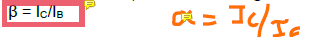 β = Ic/IB
α = Ic/IE